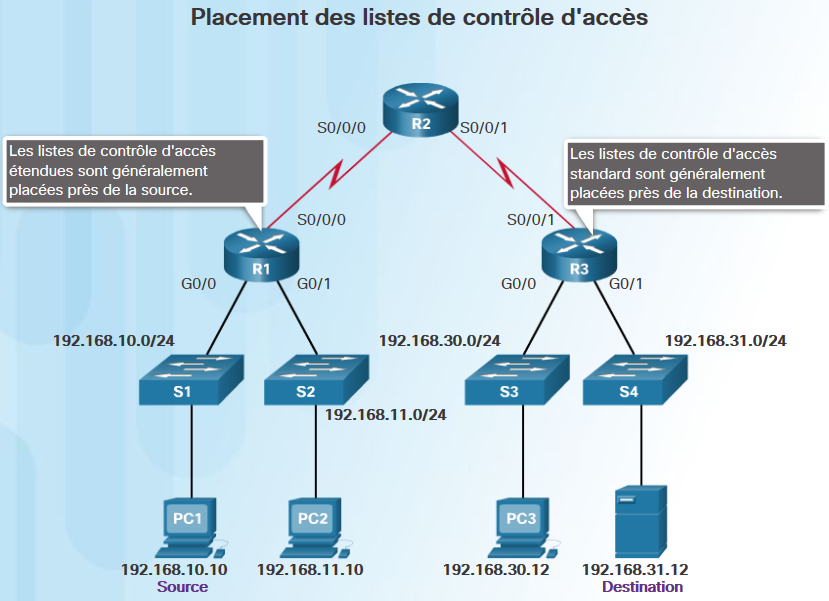 Placement des listes de contrôle d'accès
R2
S0/0/0
S0/0/1
Les listes de contrôle d'accès
étendues sont généralement
placées près de la source.
Les listes de contrôle d'accès
standard sont généralement
placées près de la destination.
S0/0/0
S0/0/1
R1
R3
G0/0
G0/1
G0/0
G0/1
192.168.10.0/24
192.168.30.0/24
192.168.31.0/24
S1
S2
S3
S4
192.168.11.0/24
PC1
PC2
PC3
192.168.10.10
192.168.11.10
192.168.30.12
192.168.31.12
Source
Destination